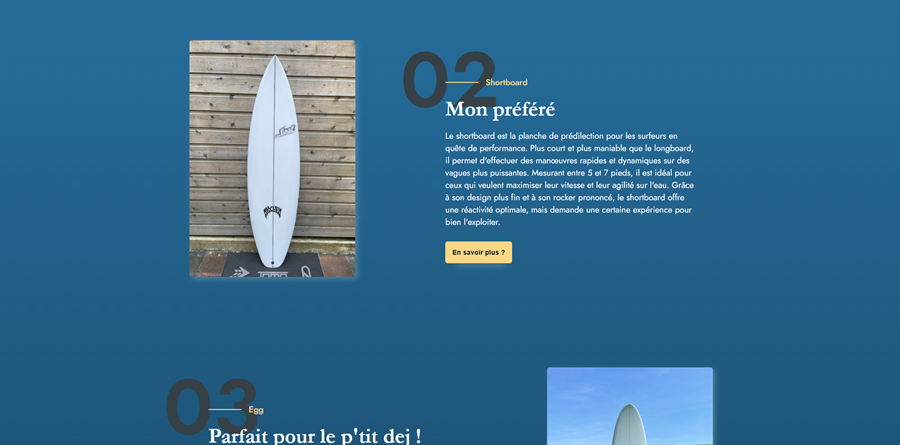 02
Shortboard
Mon préféré
Le shortboard est la planche de prédilection pour les surfeurs en
quête de performance. Plus court et plus maniable que le longboard,
il permet d'effectuer des manœuvres rapides et dynamiques sur des
vagues plus puissantes. Mesurant entre 5 et 7 pieds, il est idéal pour
ceux qui veulent maximiser leur vitesse et leur agilité sur l'eau. Grâce
à son design plus fin et à son rocker prononcé, le shortboard offre
une réactivité optimale, mais demande une certaine expérience pour
bien l'exploiter.
En savoir plus ?
03
Egg
Parfait pour le p'tit dej !